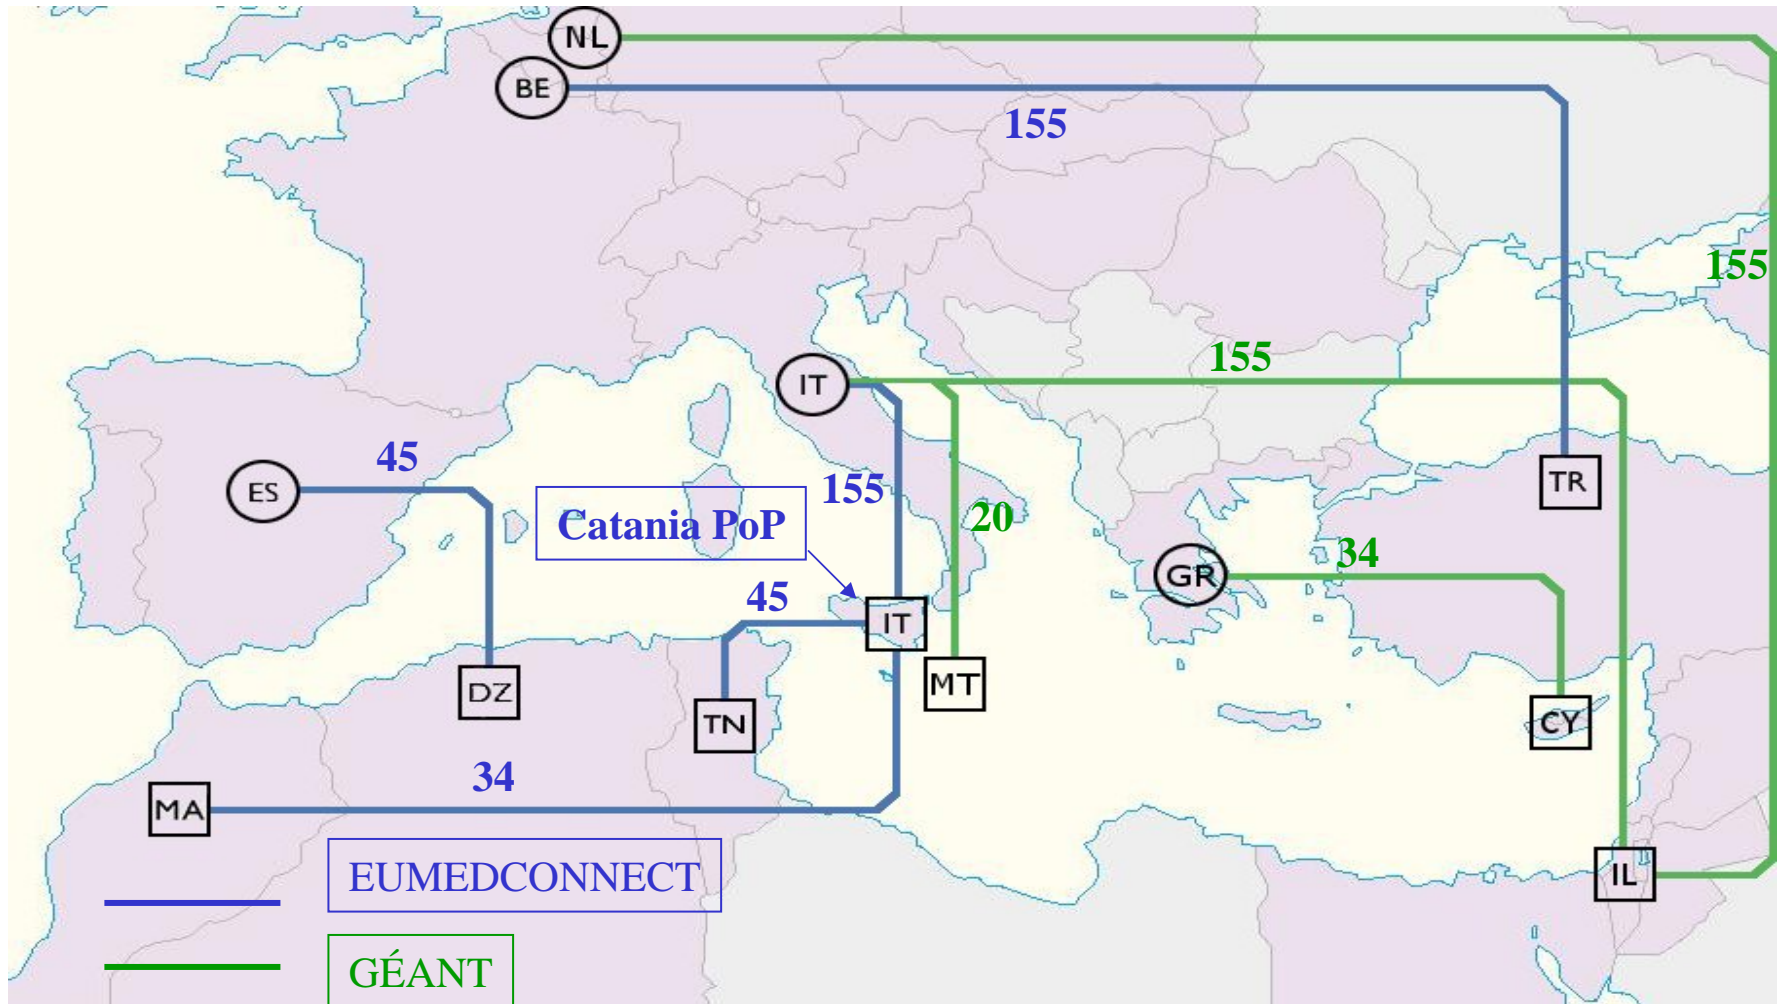 NL
BE
155
155
155
IT
45
ES
155
Catania PoP
20
TR
34
GR
45
IT
DZ
MT
TN
CY
34
MA
EUMEDCONNECT
IL
GÉANT